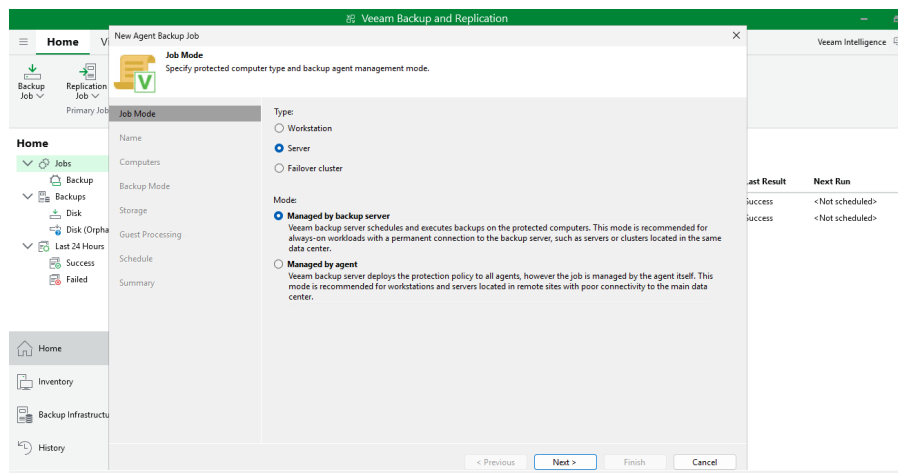 Veeam Backup and Replication
Home
Veeam Intelligence
Backup
Job
Replication
Job
Primary Job
New Agent Backup Job
Job Mode
Specify protected computer type and backup agent management mode.
Job Mode
Name
Computers
Backup Mode
Storage
Guest Processing
Schedule
Summary
Type:
Workstation
Server
Failover cluster
Mode:
Managed by backup server
Veeam backup server schedules and executes backups on the protected computers. This mode is recommended for
always-on workloads with a permanent connection to the backup server, such as servers or clusters located in the same
data center.
Managed by agent
Veeam backup server deploys the protection policy to all agents, however the job is managed by the agent itself. This
mode is recommended for workstations and servers located in remote sites with poor connectivity to the main data
center.
< Previous
Next >
Finish
Cancel
Home
Jobs
Backup
Backups
Disk
Disk (Orpha
Last 24 Hours
Success
Failed
Home
Inventory
Backup Infrastructu
History
Last Result Next Run
Success <Not scheduled>
Success <Not scheduled>